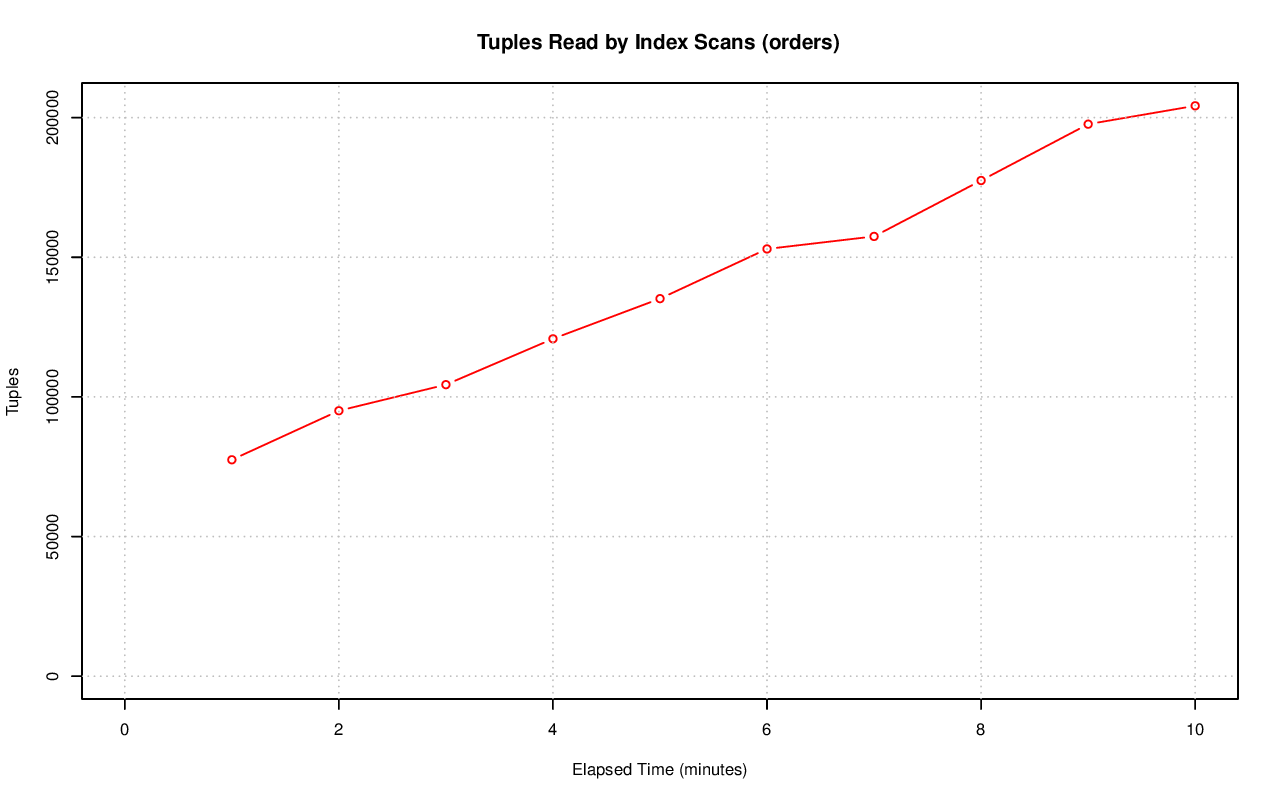 Tuples Read by Index Scans (orders)
Tuples
200000
150000
100000
50000
0
0 2 4 6 8 10
Elapsed Time (minutes)